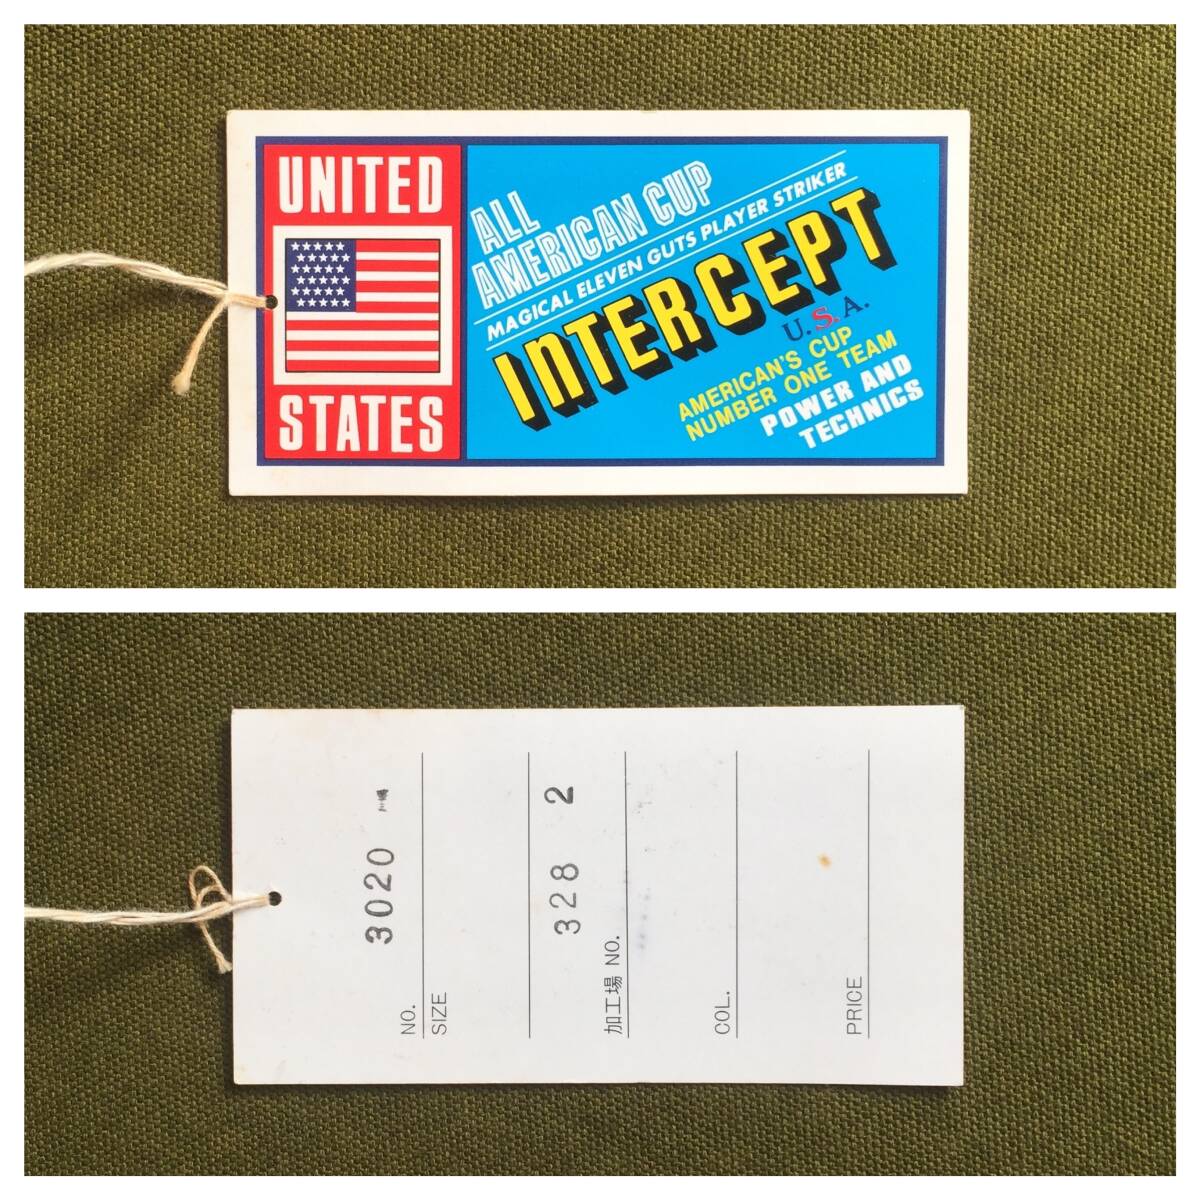 UNITED
STATES
ALL
AMERICAN CUP
MAGICAL ELEVEN GUTS PLAYER STRIKER
INTERCEPT
U.S.A.
AMERICAN'S CUP
NUMBER ONE TEAM
POWER AND
TECHNICS
NO. 3020
SIZE
加工場 NO. 328 2
COL.
PRICE